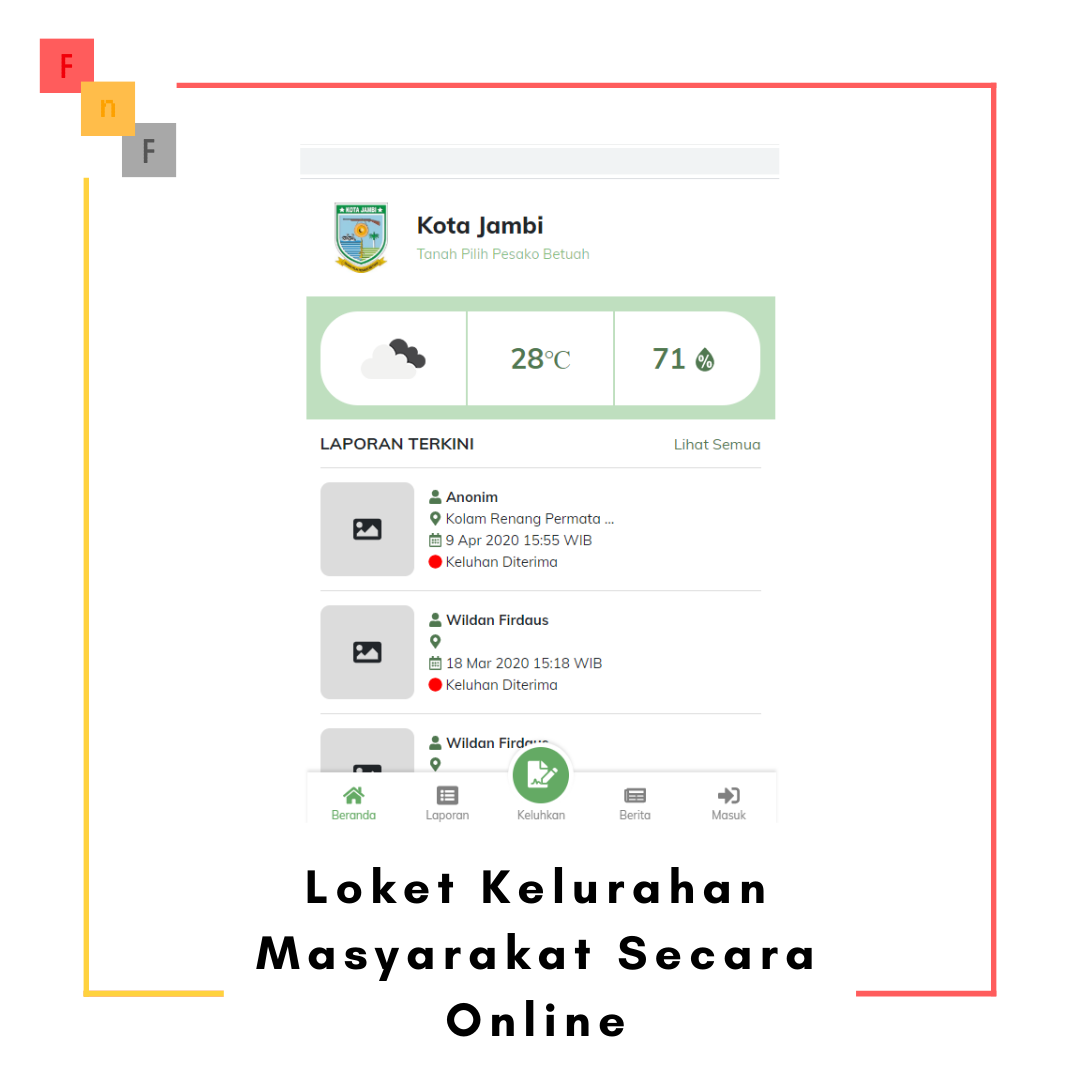 F
n
F
KOTA JAMBI
Kota Jambi
Tanah Pilih Pesako Betuah
28°C
71 %
LAPORAN TERKINI
Lihat Semua
Anonim
Kolam Renang Permata ...
9 Apr 2020 15:55 WIB
Keluhan Diterima
Wildan Firdaus
18 Mar 2020 15:18 WIB
Keluhan Diterima
Wildan Firdaus
Beranda
Laporan
Keluhkan
Berita
Masuk
Loket Kelurahan
Masyarakat Secara
Online